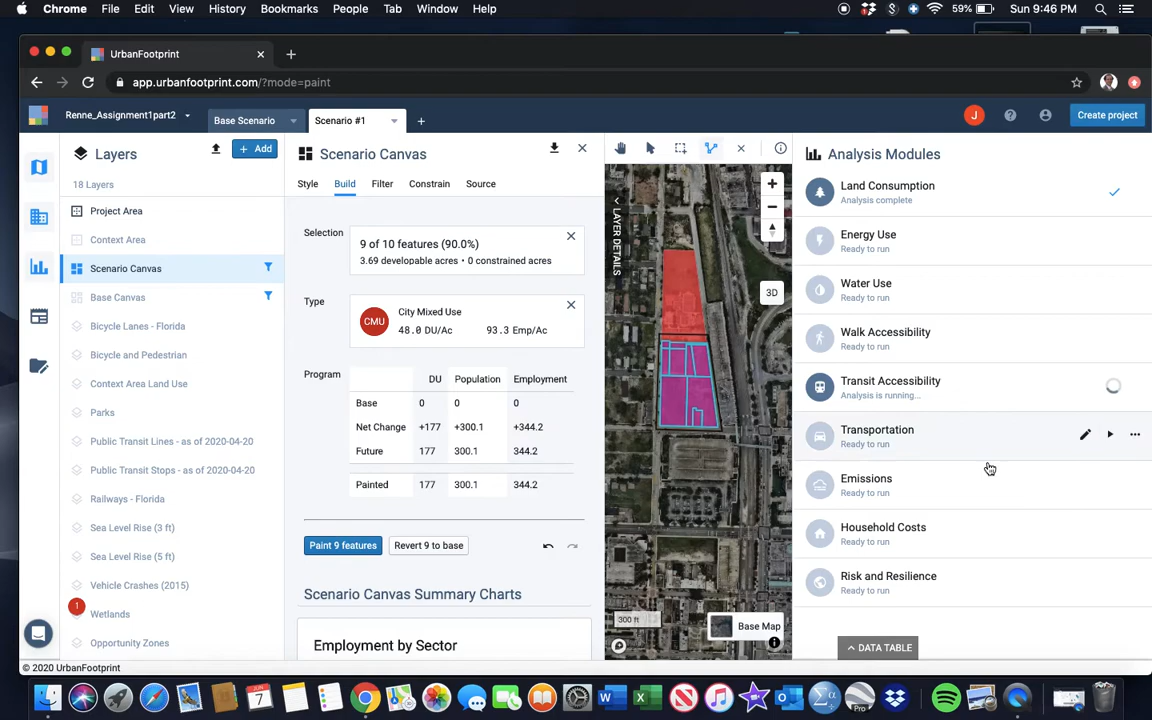 Chrome File Edit View History Bookmarks People Tab Window Help 59% Sun 9:46 PM
UrbanFootprint
app.urbanfootprint.com/?mode=paint
Renne_Assignment1part2 Base Scenario Scenario #1 J Create project
Layers Add
18 Layers
Project Area
Context Area
Scenario Canvas
Base Canvas
Bicycle Lanes - Florida
Bicycle and Pedestrian
Context Area Land Use
Parks
Public Transit Lines - as of 2020-04-20
Public Transit Stops - as of 2020-04-20
Railways - Florida
Sea Level Rise (3 ft)
Sea Level Rise (5 ft)
Vehicle Crashes (2015)
1
Wetlands
Opportunity Zones
© 2020 UrbanFootprint
Scenario Canvas
Style Build Filter Constrain Source
Selection
9 of 10 features (90.0%)
3.69 developable acres • 0 constrained acres
Type
CMU
City Mixed Use
48.0 DU/Ac 93.3 Emp/Ac
Program DU Population Employment
Base 0 0 0
Net Change +177 +300.1 +344.2
Future 177 300.1 344.2
Painted 177 300.1 344.2
Paint 9 features Revert 9 to base
Scenario Canvas Summary Charts
Employment by Sector
LAYER DETAILS
3D
300 ft
Base Map
Analysis Modules
Land Consumption
Analysis complete
Energy Use
Ready to run
Water Use
Ready to run
Walk Accessibility
Ready to run
Transit Accessibility
Analysis is running...
Transportation
Ready to run
Emissions
Ready to run
Household Costs
Ready to run
Risk and Resilience
Ready to run
DATA TABLE
JUN
7
Pro